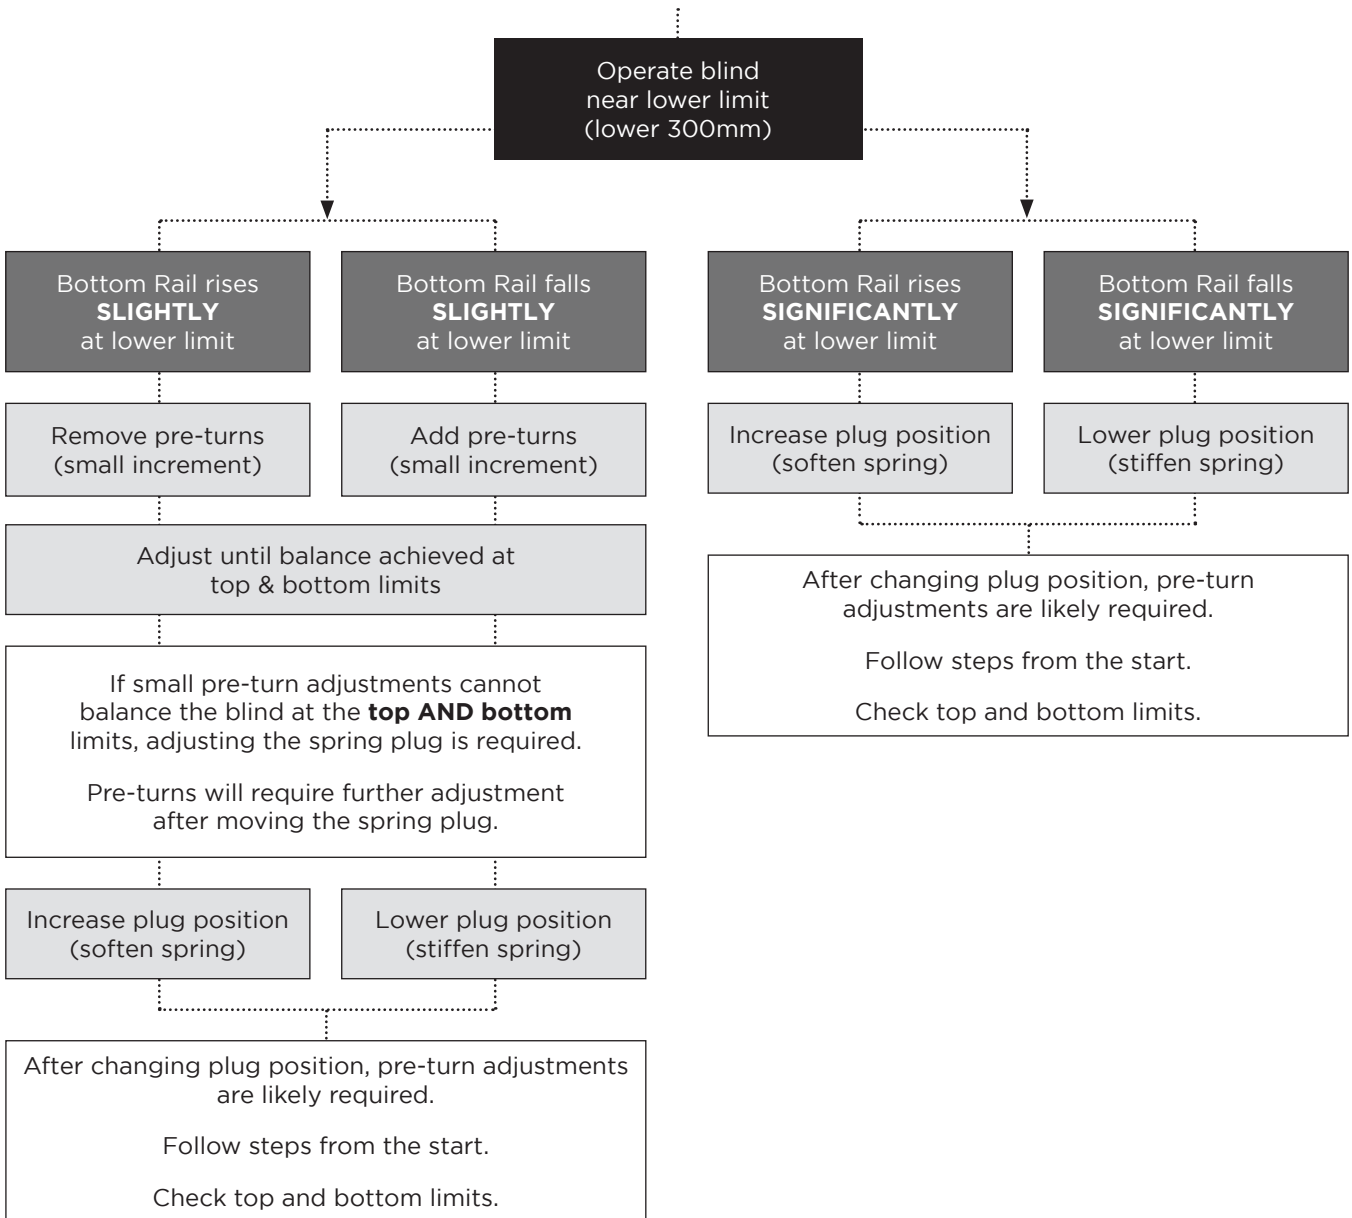 Operate blind
near lower limit
(lower 300mm)
Bottom Rail rises
SLIGHTLY
at lower limit
Bottom Rail falls
SLIGHTLY
at lower limit
Bottom Rail rises
SIGNIFICANTLY
at lower limit
Bottom Rail falls
SIGNIFICANTLY
at lower limit
Remove pre-turns
(small increment)
Add pre-turns
(small increment)
Increase plug position
(soften spring)
Lower plug position
(stiffen spring)
Adjust until balance achieved at
top & bottom limits
After changing plug position, pre-turn
adjustments are likely required.
Follow steps from the start.
Check top and bottom limits.
If small pre-turn adjustments cannot
balance the blind at the top AND bottom
limits, adjusting the spring plug is required.
Pre-turns will require further adjustment
after moving the spring plug.
Increase plug position
(soften spring)
Lower plug position
(stiffen spring)
After changing plug position, pre-turn adjustments
are likely required.
Follow steps from the start.
Check top and bottom limits.